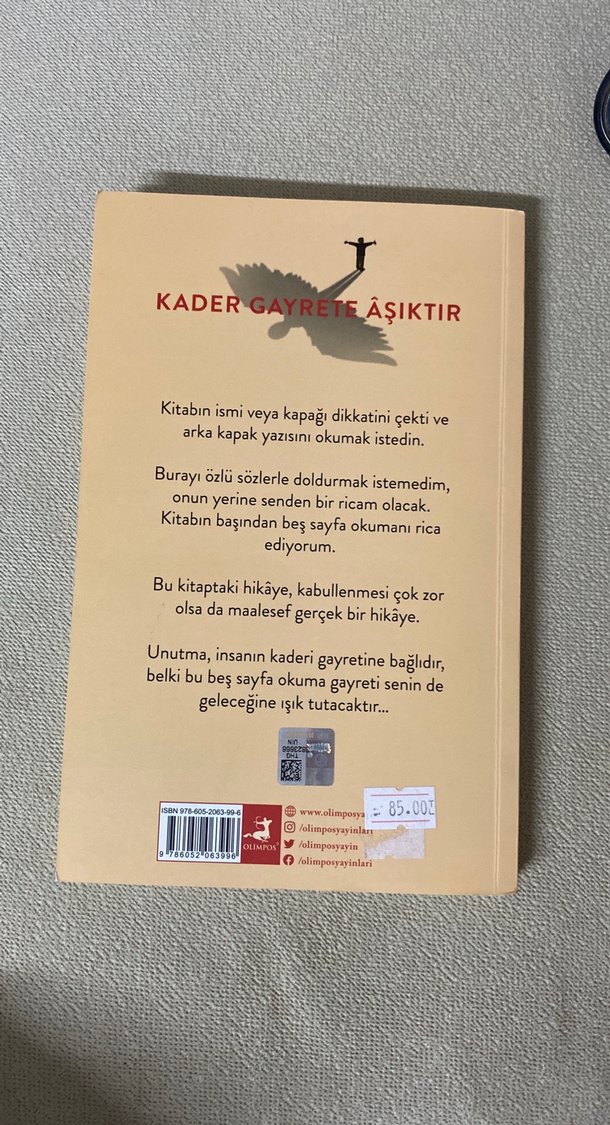 KADER GAYRETE ÂŞIKTIR
Kitabın ismi veya kapağı dikkatini çekti ve
arka kapak yazısını okumak istedin.
Burayı özlü sözlerle doldurmak istemedim,
onun yerine senden bir ricam olacak.
Kitabın başından beş sayfa okumanı rica
ediyorum.
Bu kitaptaki hikâye, kabullenmesi çok zor
olsa da maalesef gerçek bir hikâye.
Unutma, insanın kaderi gayretine bağlıdır,
belki bu beş sayfa okuma gayreti senin de
geleceğine ışık tutacaktır...
THG
UIN
ISBN 978-605-2063-99-6
9 786052 063996
OLIMPOS
www.olimposya
/olimposyayinlari
/olimposyayin
/olimposyayinlari
85.00